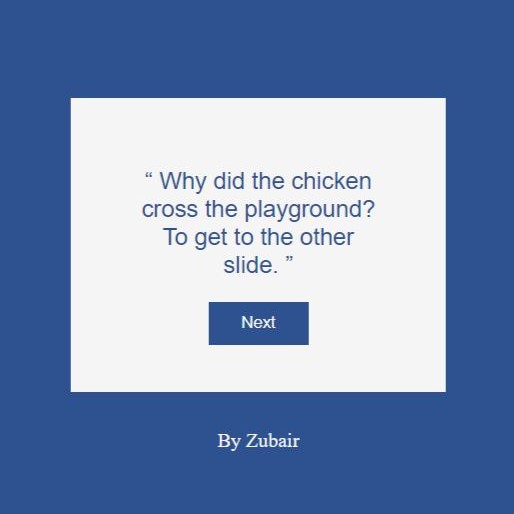 “ Why did the chicken
cross the playground?
To get to the other
slide. ”
Next
By Zubair